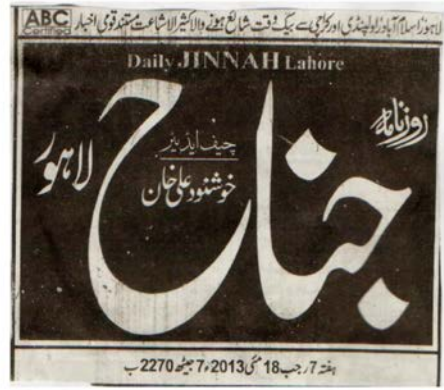 ABC Certified لاہور، اسلام آباد، راولپنڈی اور کراچی سے بیک وقت شائع ہونے والا کثیر الاشاعت مستند قومی اخبار
Daily JINNAH Lahore
روزنامہ
جناح
لاہور
چیف ایڈیٹر
خوشنود علی خان
ہفتہ 7 رجب 18 مئی 2013ء 7 جیٹھ 2270 ب